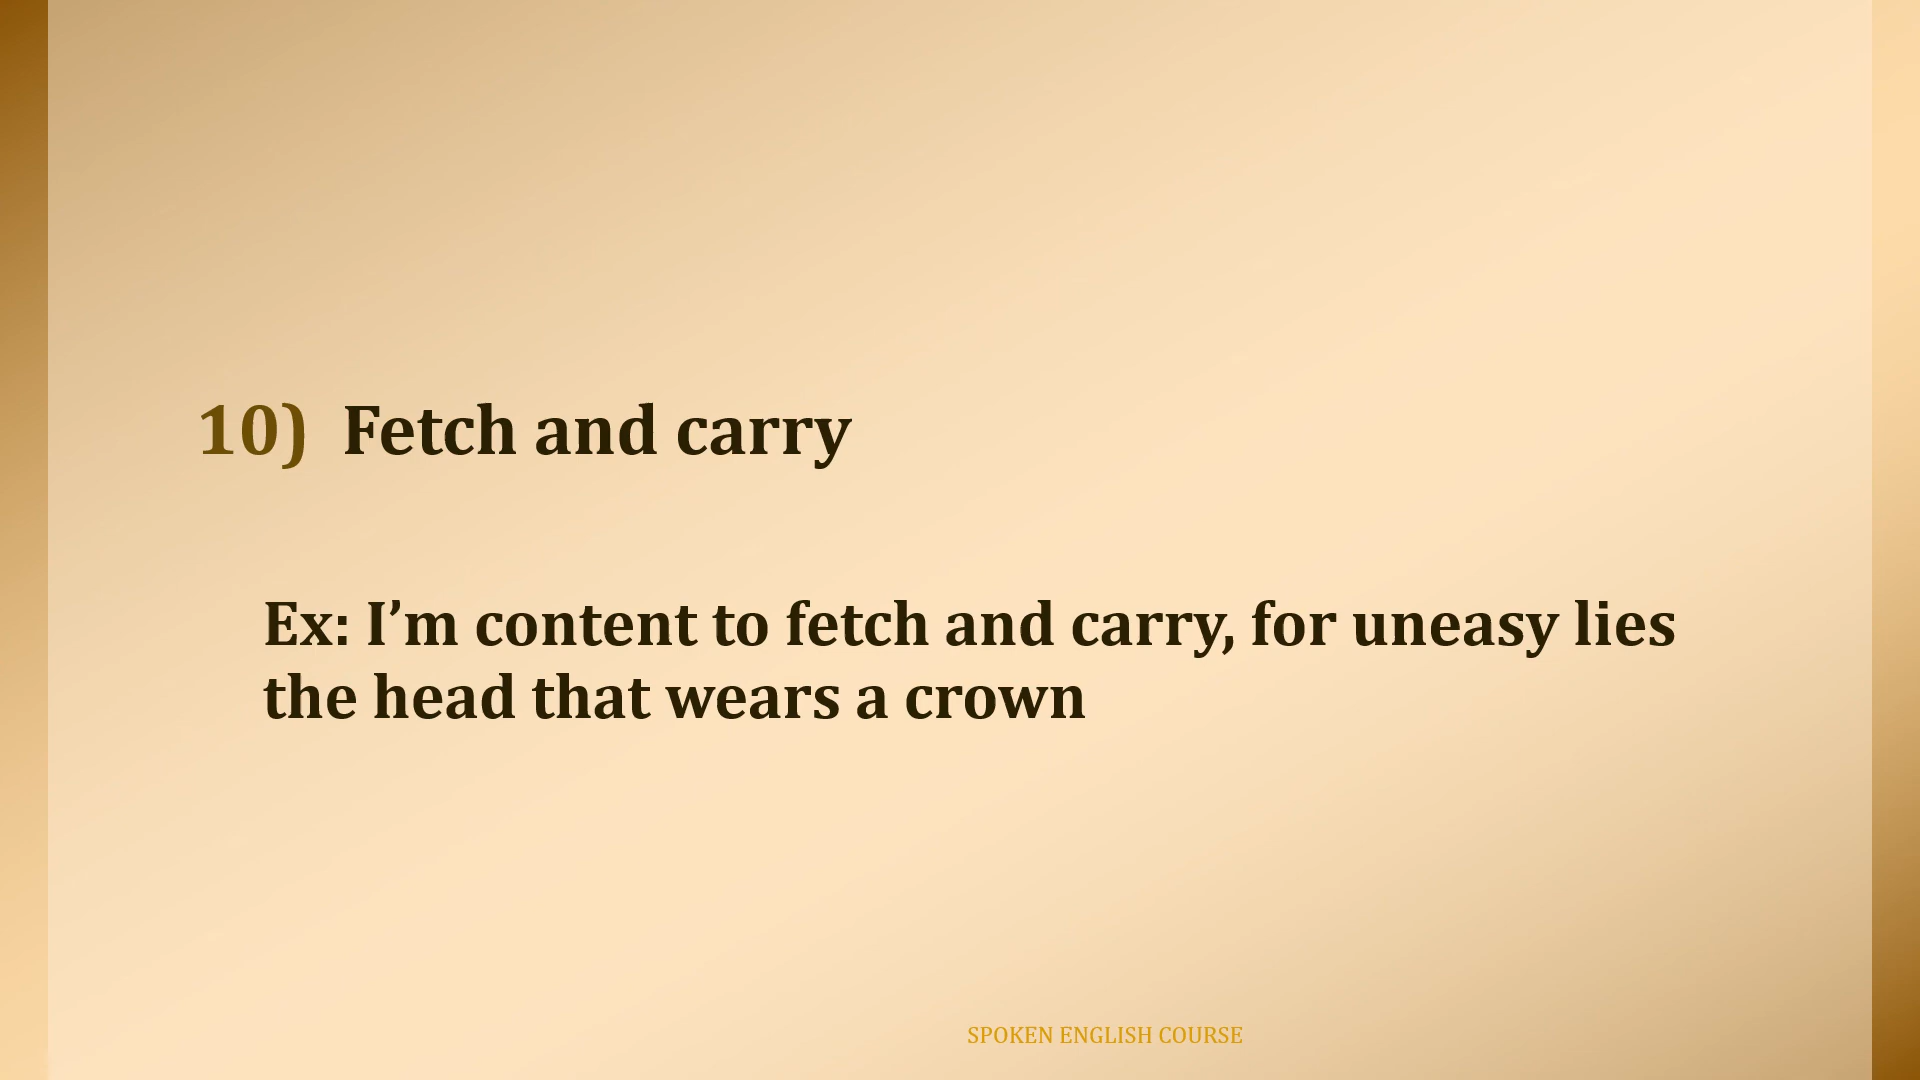 10) Fetch and carry
Ex: I’m content to fetch and carry, for uneasy lies
the head that wears a crown
SPOKEN ENGLISH COURSE